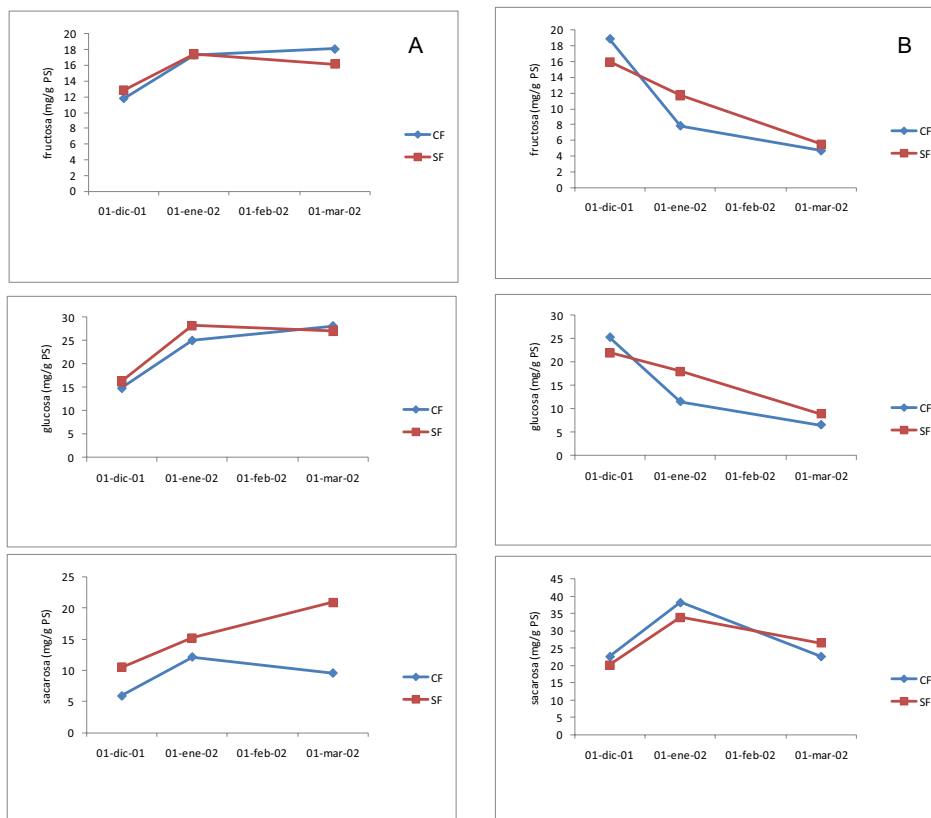 A
fructosa (mg/g PS)
20
18
16
14
12
10
8
6
4
2
0
01-dic-01 01-ene-02 01-feb-02 01-mar-02
CF
SF
B
fructosa (mg/g PS)
20
18
16
14
12
10
8
6
4
2
0
01-dic-01 01-ene-02 01-feb-02 01-mar-02
CF
SF
glucosa (mg/g PS)
30
25
20
15
10
5
0
01-dic-01 01-ene-02 01-feb-02 01-mar-02
CF
SF
glucosa (mg/g PS)
30
25
20
15
10
5
0
01-dic-01 01-ene-02 01-feb-02 01-mar-02
CF
SF
sacarosa (mg/g PS)
25
20
15
10
5
0
01-dic-01 01-ene-02 01-feb-02 01-mar-02
CF
SF
sacarosa (mg/g PS)
45
40
35
30
25
20
15
10
5
0
01-dic-01 01-ene-02 01-feb-02 01-mar-02
CF
SF